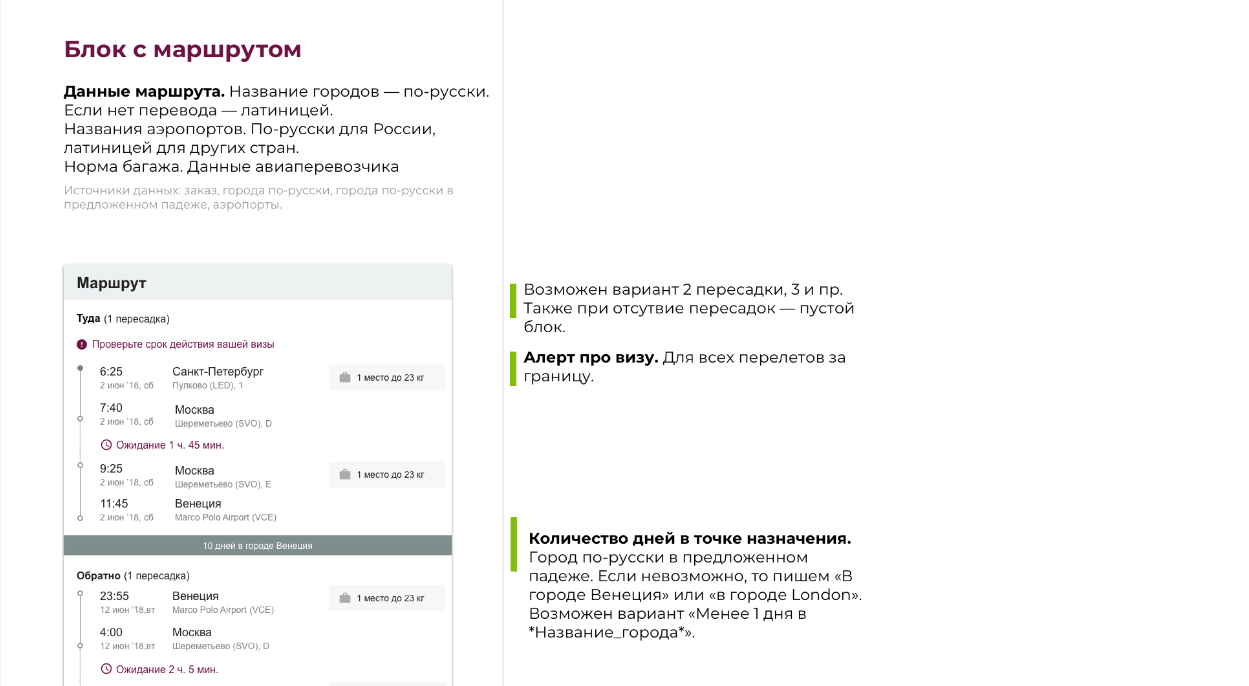 Блок с маршрутом
Данные маршрута. Название городов — по-русски.
Если нет перевода — латиницей.
Названия аэропортов. По-русски для России,
латиницей для других стран.
Норма багажа. Данные авиаперевозчика
Источники данных: заказ, города по-русски, города по-русски в
предложенном падеже, аэропорты.
Маршрут
Туда (1 пересадка)
Проверьте срок действия вашей визы
6:25 Санкт-Петербург
2 июн '18, сб Пулково (LED), 1
1 место до 23 кг
7:40 Москва
2 июн '18, сб Шереметьево (SVO), D
Ожидание 1 ч. 45 мин.
9:25 Москва
2 июн '18, сб Шереметьево (SVO), E
1 место до 23 кг
11:45 Венеция
2 июн '18, сб Marco Polo Airport (VCE)
10 дней в городе Венеция
Обратно (1 пересадка)
23:55 Венеция
12 июн '18,вт Marco Polo Airport (VCE)
1 место до 23 кг
4:00 Москва
12 июн '18,вт Шереметьево (SVO), D
Ожидание 2 ч. 5 мин.
Возможен вариант 2 пересадки, 3 и пр.
Также при отсутвие пересадок — пустой
блок.
Алерт про визу. Для всех перелетов за
границу.
Количество дней в точке назначения.
Город по-русски в предложенном
падеже. Если невозможно, то пишем «В
городе Венеция» или «в городе London».
Возможен вариант «Менее 1 дня в
*Название_города*».